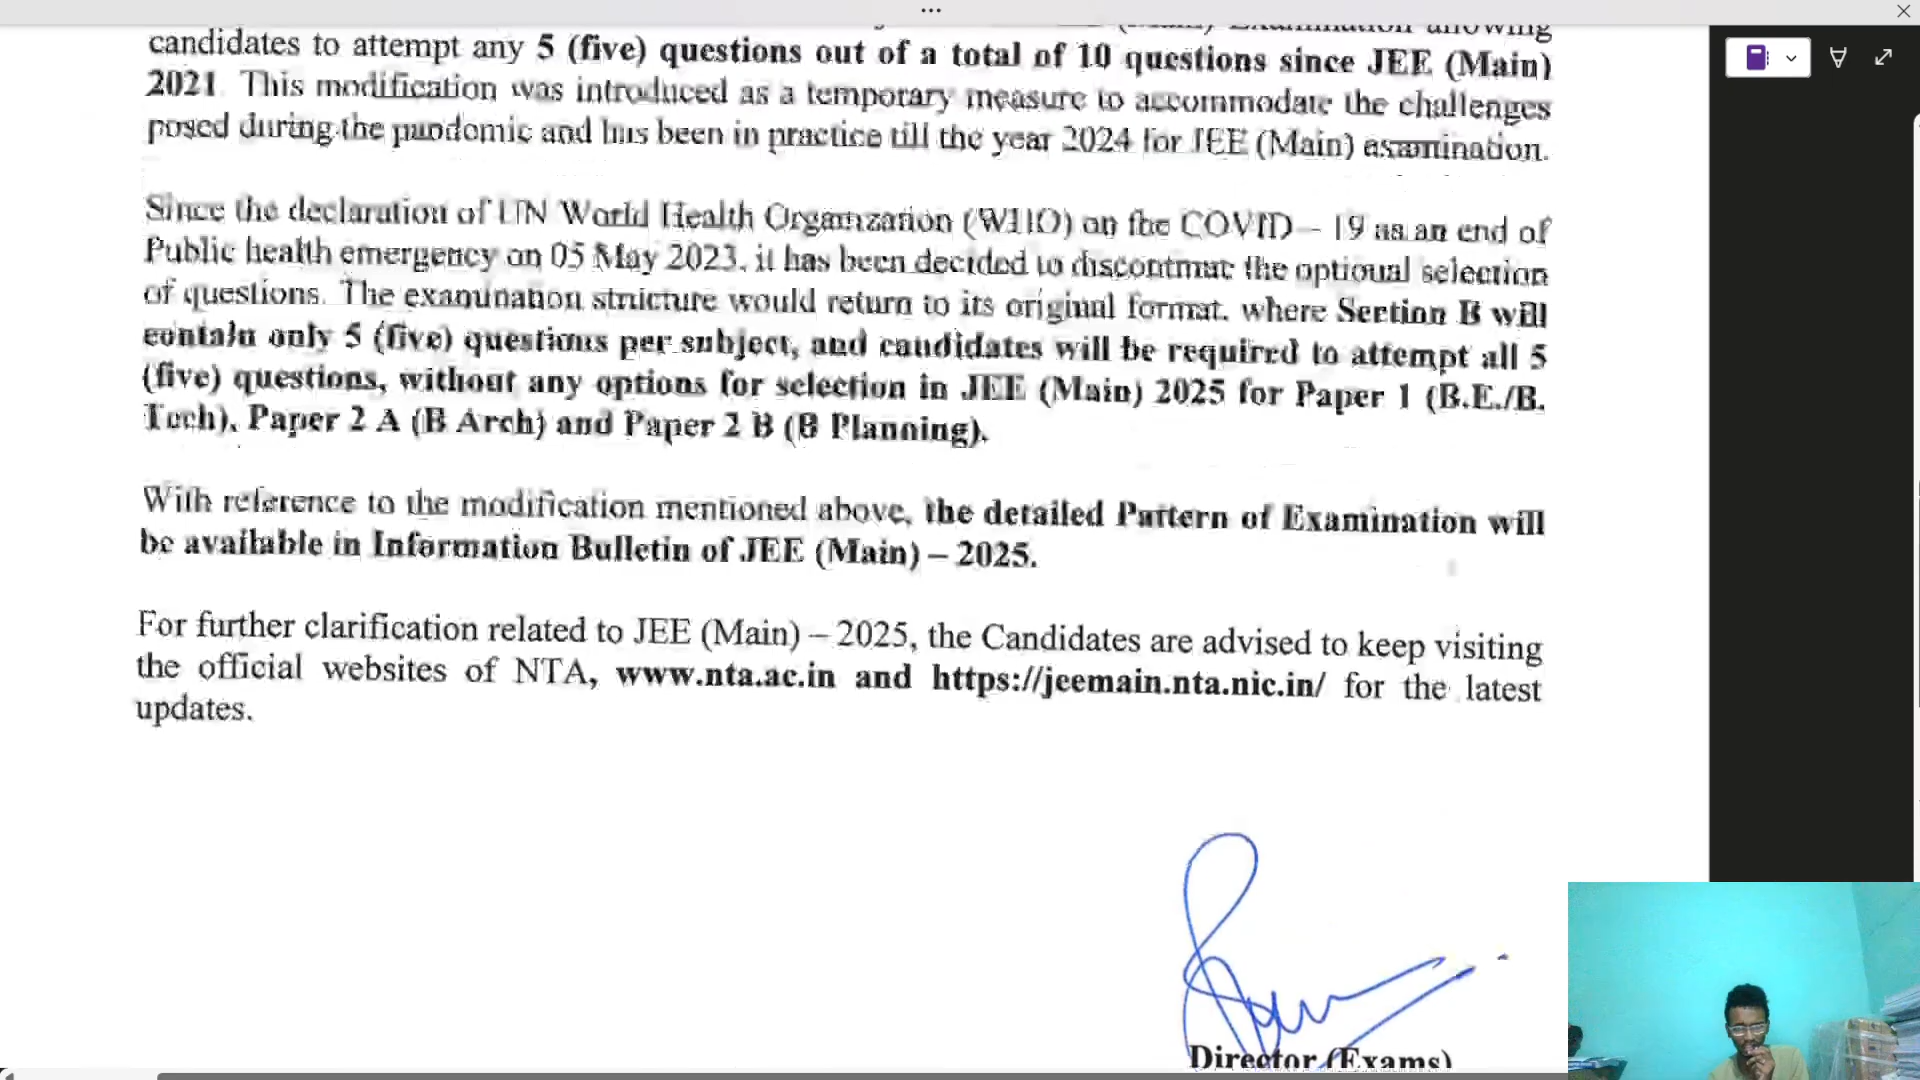 candidates to attempt any 5 (five) questions out of a total of 10 questions since JEE (Main)
2021. This modification was introduced as a temporary measure to accommodate the challenges
posed during the pandomic and has been in practice till the year 2024 for JEE (Main) examination.
Since the declaration of UN World Health Organization (WHO) on the COVID – 19 as an end of
Public health emergency on 05 May 2023, it has been decided to discontinue the optional selection
of questions. The examination structure would return to its original format, where Section B will
contain only 5 (five) questions per subject, and candidates will be required to attempt all 5
(five) questions, without any options for selection in JEE (Main) 2025 for Paper 1 (B.E./B.
Tech), Paper 2 A (B Arch) and Paper 2 B (B Planning).
With reference to the modification mentioned above, the detailed Pattern of Examination will
be available in Information Bulletin of JEE (Main) – 2025.
For further clarification related to JEE (Main) – 2025, the Candidates are advised to keep visiting
the official websites of NTA, www.nta.ac.in and https://jeemain.nta.nic.in/ for the latest
updates.
Director (Exams)